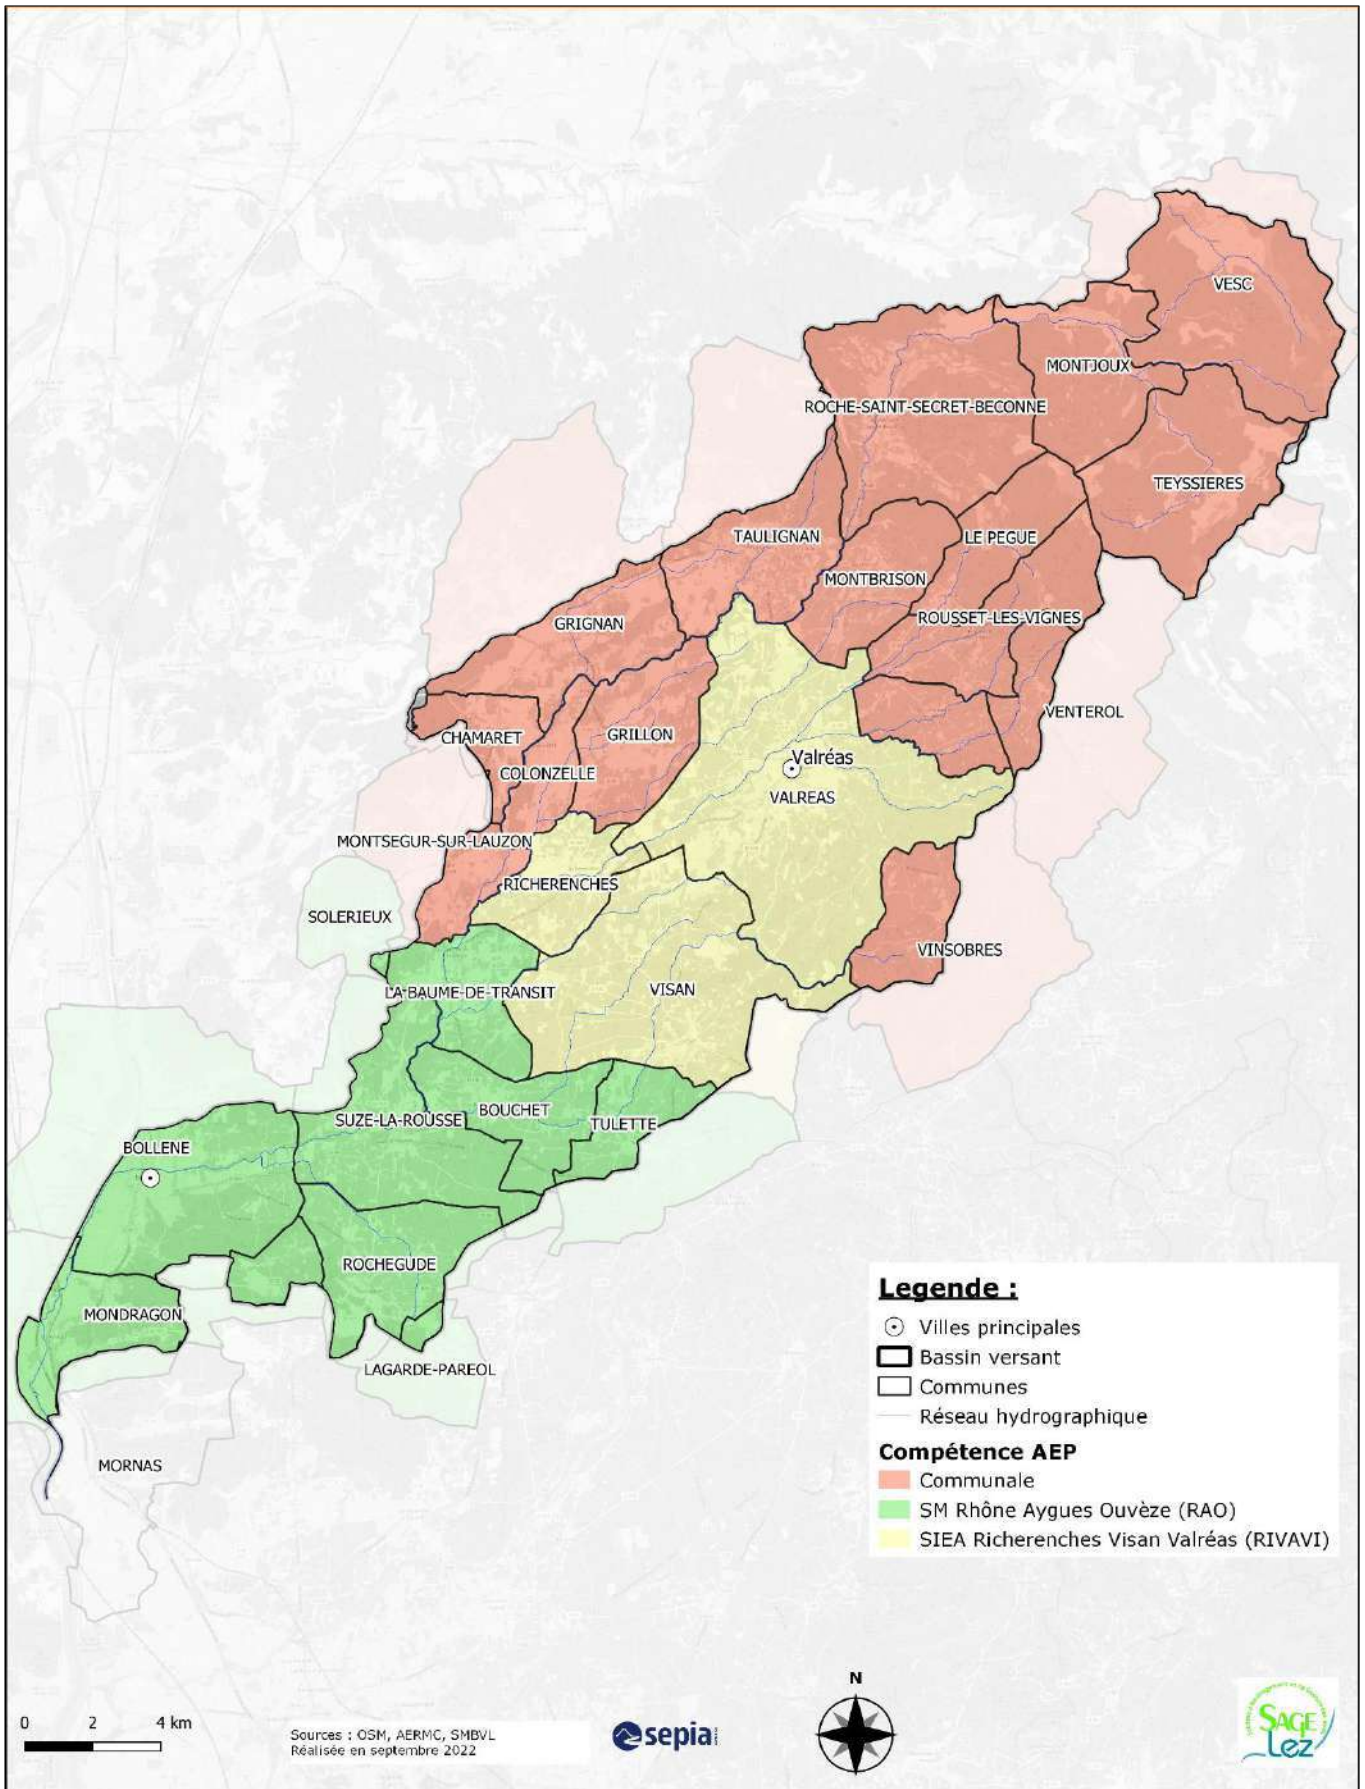 VESC
MONTJOUX
ROCHE-SAINT-SECRET-BECONNE
TEYSSIERES
TAULIGNAN
LE PEGUE
MONTBRISON
GRIGNAN
ROUSSET-LES-VIGNES
VENTEROL
CHAMARET
GRILLON
Valréas
COLONZELLE
VALREAS
MONTSEGUR-SUR-LAUZON
RICHERENCHES
SOLERIEUX
VINSOBRES
LA-BAUME-DE-TRANSIT
VISAN
BOUCHET
SUZE-LA-ROUSSE
TULETTE
BOLLENE
ROCHEGUDE
MONDRAGON
LAGARDE-PAREOL
MORNAS
Legende :
Villes principales
Bassin versant
Communes
Réseau hydrographique
Compétence AEP
Communale
SM Rhône Aygues Ouvèze (RAO)
SIEA Richerenches Visan Valréas (RIVAVI)
N
0 2 4 km
Sources : OSM, AERMC, SMBVL
Réalisée en septembre 2022
sepia
SAGE
Lez